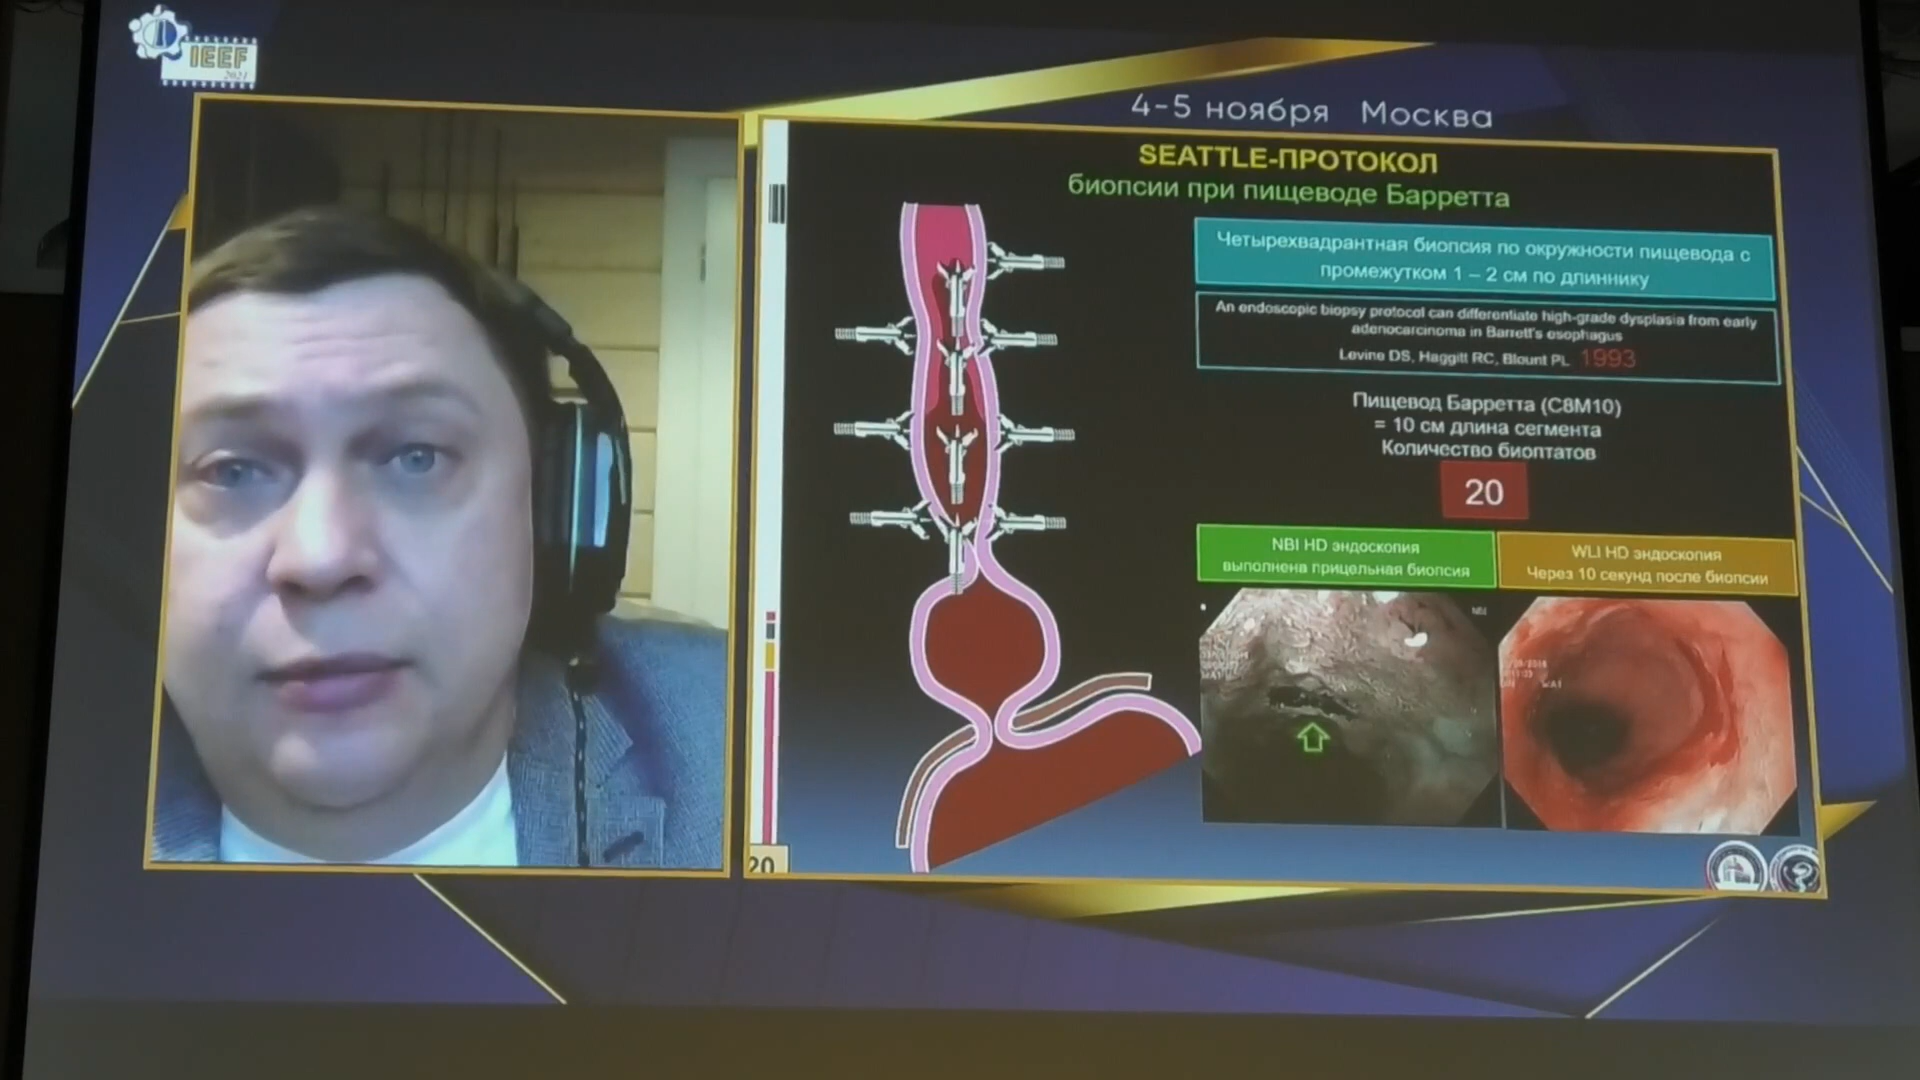 IEEF
2021
4-5 ноября Москва
SEATTLE-ПРОТОКОЛ
биопсии при пищеводе Барретта
Четырехвадрантная биопсия по окружности пищевода с
промежутком 1 – 2 см по длиннику
An endoscopic biopsy protocol can differentiate high-grade dysplasia from early
adenocarcinoma in Barrett's esophagus
Levine DS, Haggitt RC, Blount PL 1993
Пищевод Барретта (C8M10)
= 10 см длина сегмента
Количество биоптатов
20
NBI HD эндоскопия
выполнена прицельная биопсия
WLI HD эндоскопия
Через 10 секунд после биопсии
NBI
20